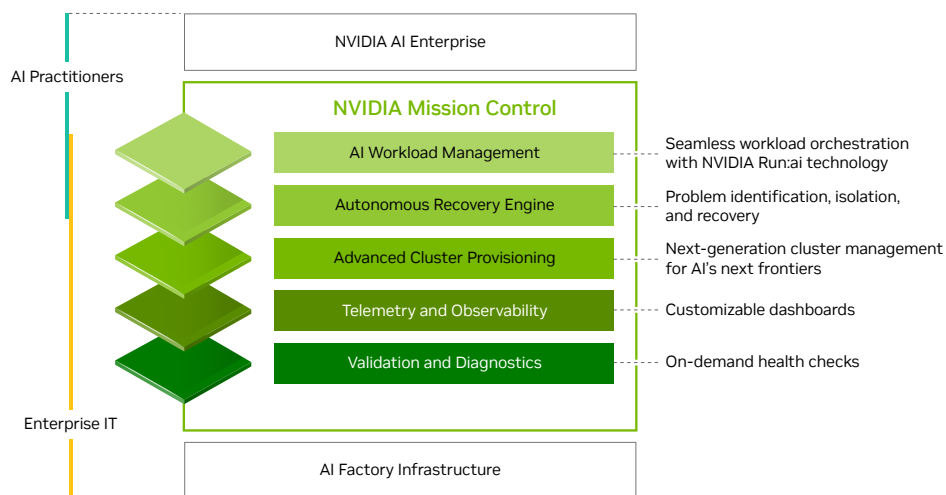 NVIDIA AI Enterprise
AI Practitioners
NVIDIA Mission Control
AI Workload Management
Seamless workload orchestration
with NVIDIA Run:ai technology
Autonomous Recovery Engine
Problem identification, isolation,
and recovery
Advanced Cluster Provisioning
Next-generation cluster management
for AI's next frontiers
Telemetry and Observability
Customizable dashboards
Validation and Diagnostics
On-demand health checks
Enterprise IT
AI Factory Infrastructure